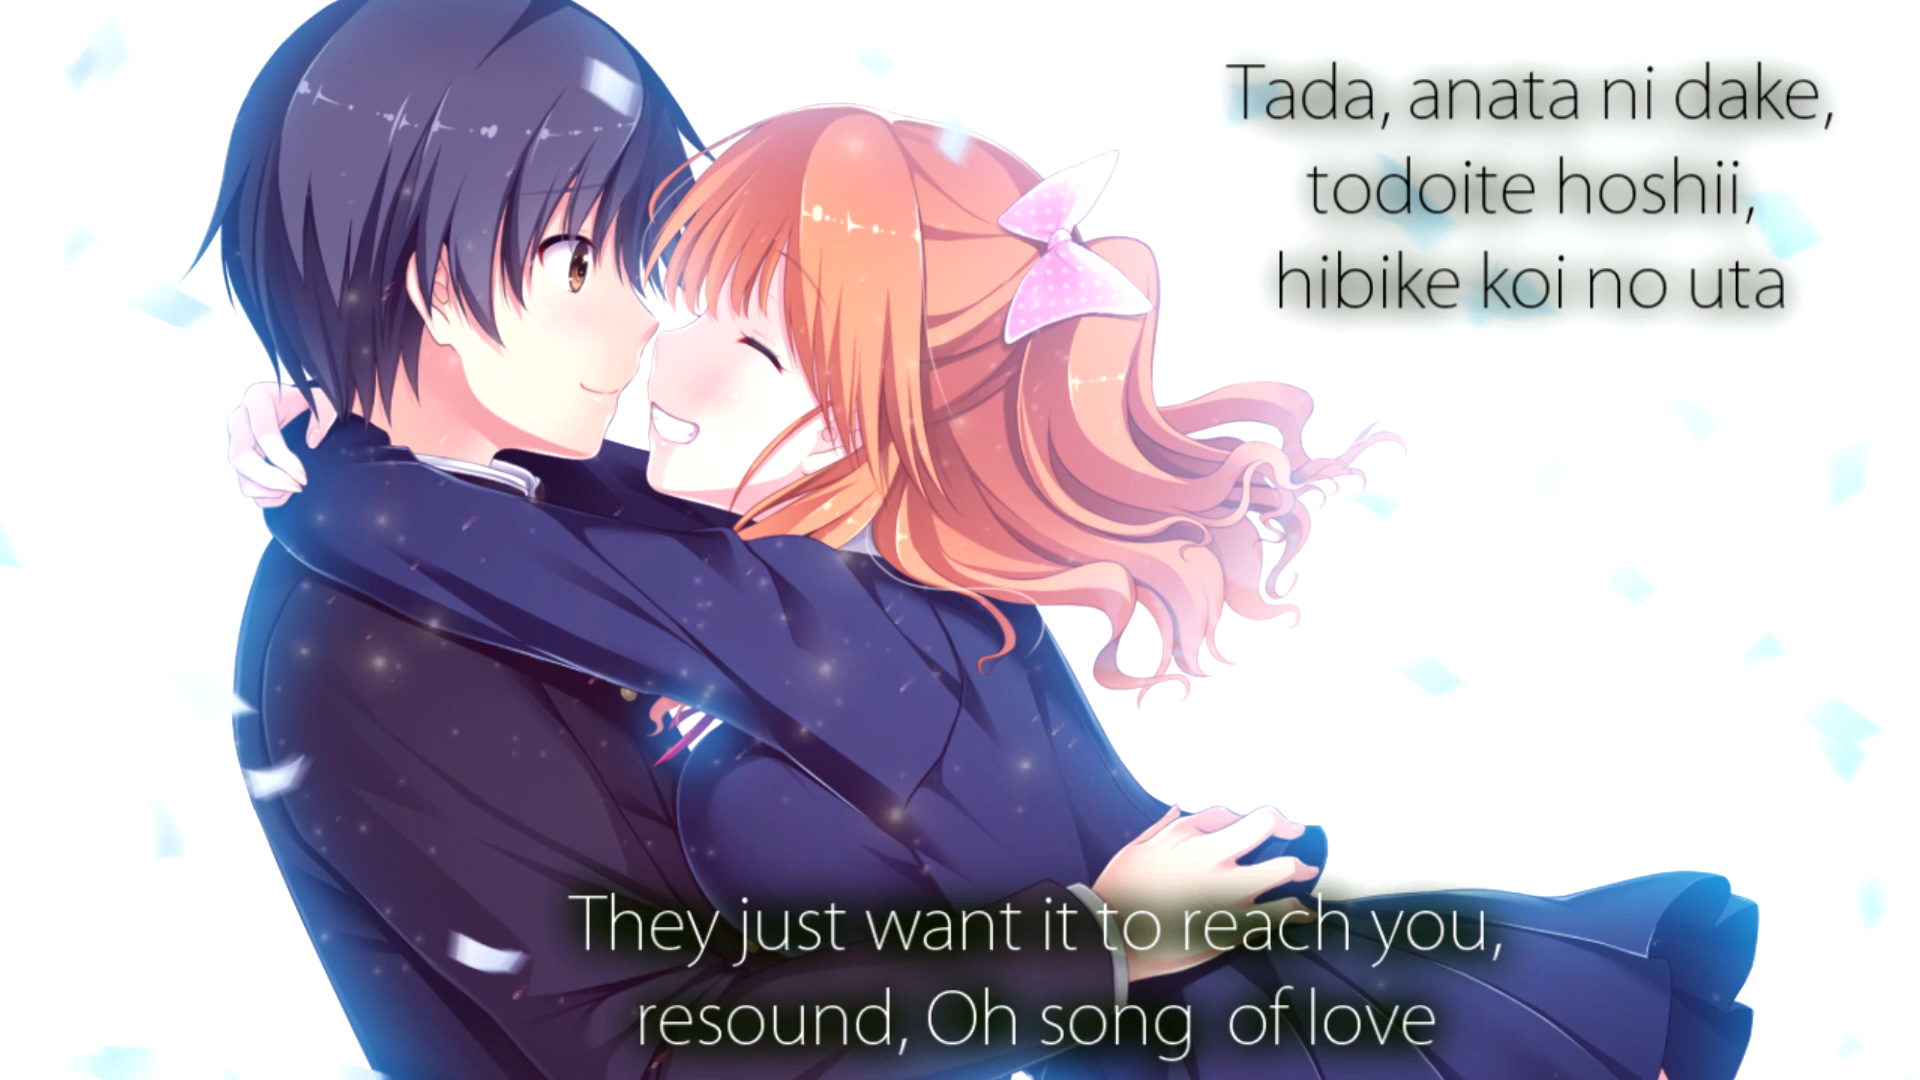 Tada, anata ni dake,
todoite hoshii,
hibike koi no uta
They just want it to reach you,
resound, Oh song of love